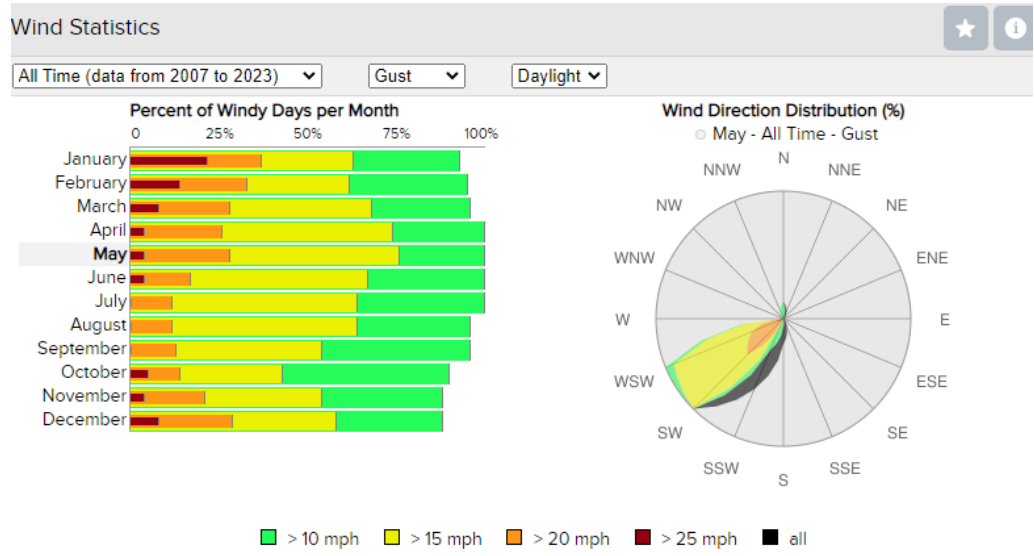 Wind Statistics
All Time (data from 2007 to 2023) Gust Daylight
Percent of Windy Days per Month
0 25% 50% 75% 100%
January
February
March
April
May
June
July
August
September
October
November
December
Wind Direction Distribution (%)
May - All Time - Gust
N
NNW NNE
NW NE
WNW ENE
W E
WSW ESE
SW SE
SSW SSE
S
> 10 mph > 15 mph > 20 mph > 25 mph all